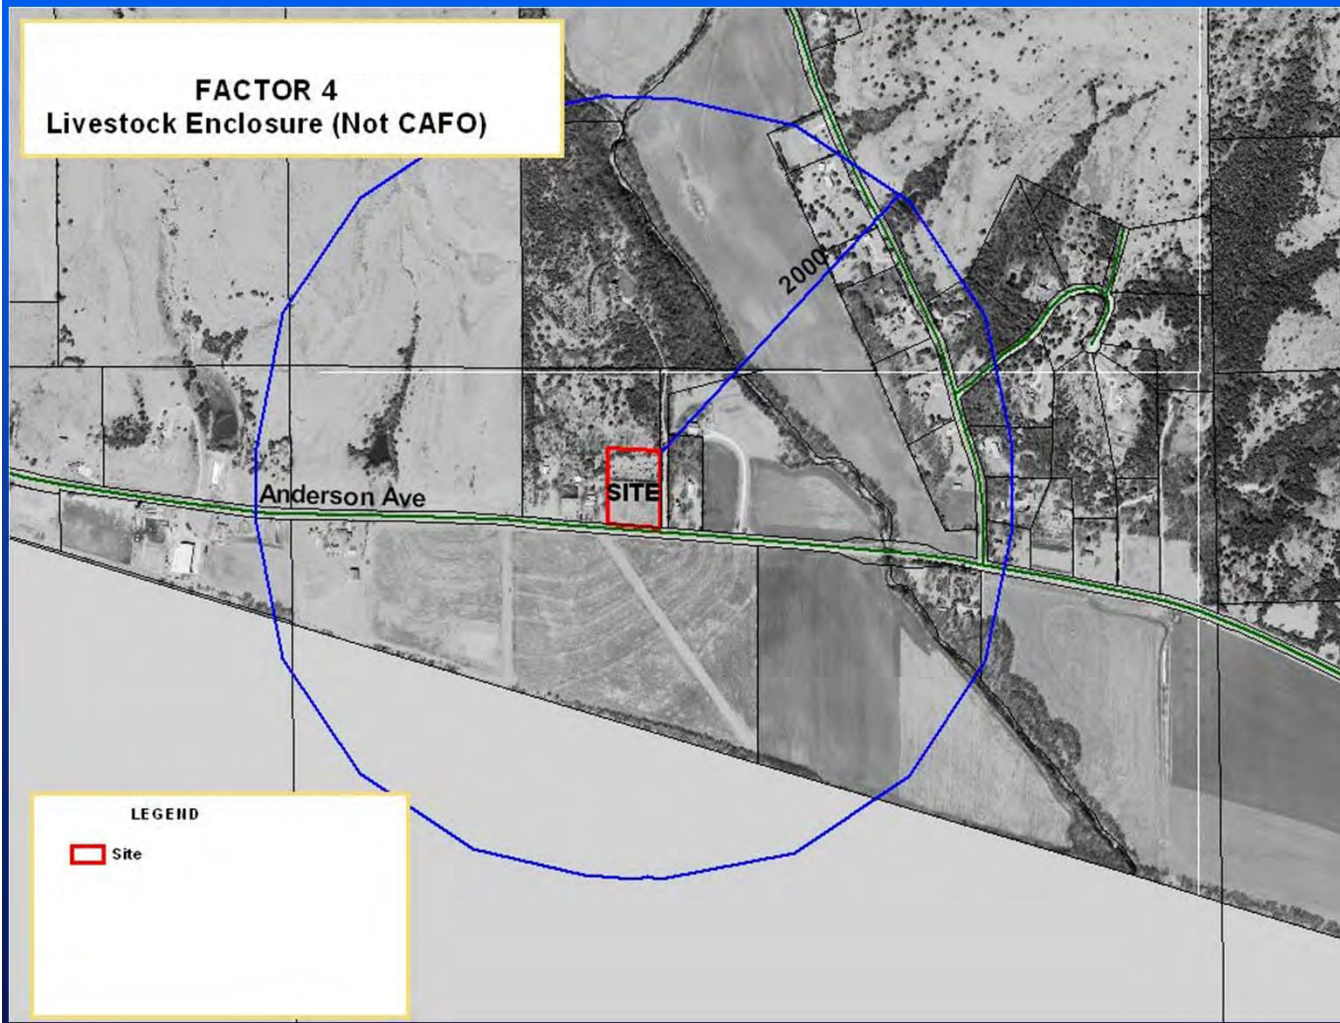 FACTOR 4
Livestock Enclosure (Not CAFO)
2000
Anderson Ave
SITE
LEGEND
Site